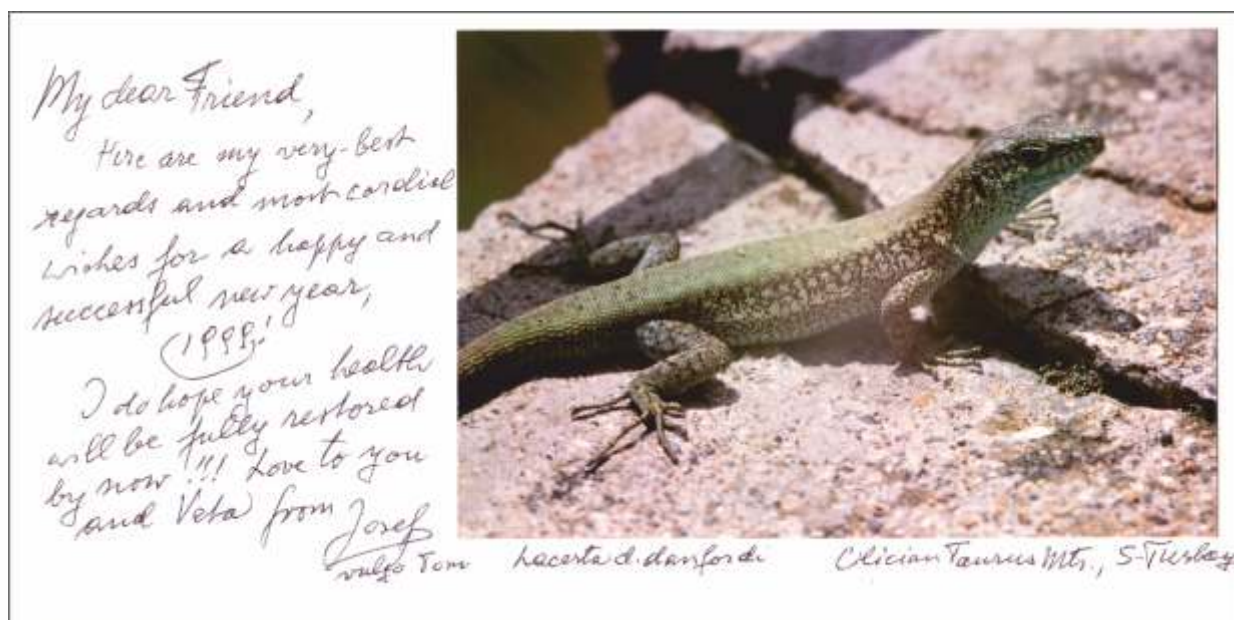 My dear Friend,
Here are my very-best
regards and most cordial
wishes for a happy and
successful new year,
1999!
I do hope your health
will be fully restored
by now!!! Love to you
and Veta from
Josef
vulgo Tom
Lacerta d. danfordi
Cilician Taurus Mts., S-Turkey